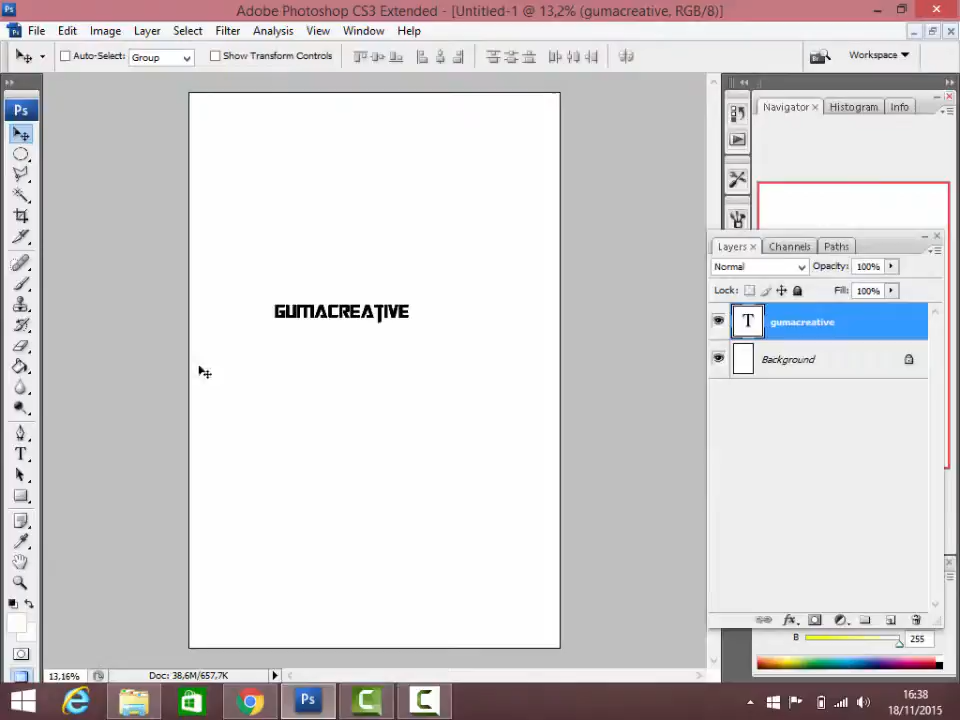 Adobe Photoshop CS3 Extended - [Untitled-1 @ 13,2% (gumacreative, RGB/8)]
File Edit Image Layer Select Filter Analysis View Window Help
Auto-Select: Group Show Transform Controls Workspace
Ps
Navigator × Histogram Info
Layers × Channels Paths
Normal Opacity: 100%
Lock: Fill: 100%
T gumacreative
Background
GUMACREATIVE
T
B 255
13,16% Doc: 38,6M/657,7K
Ps
16:38
18/11/2015